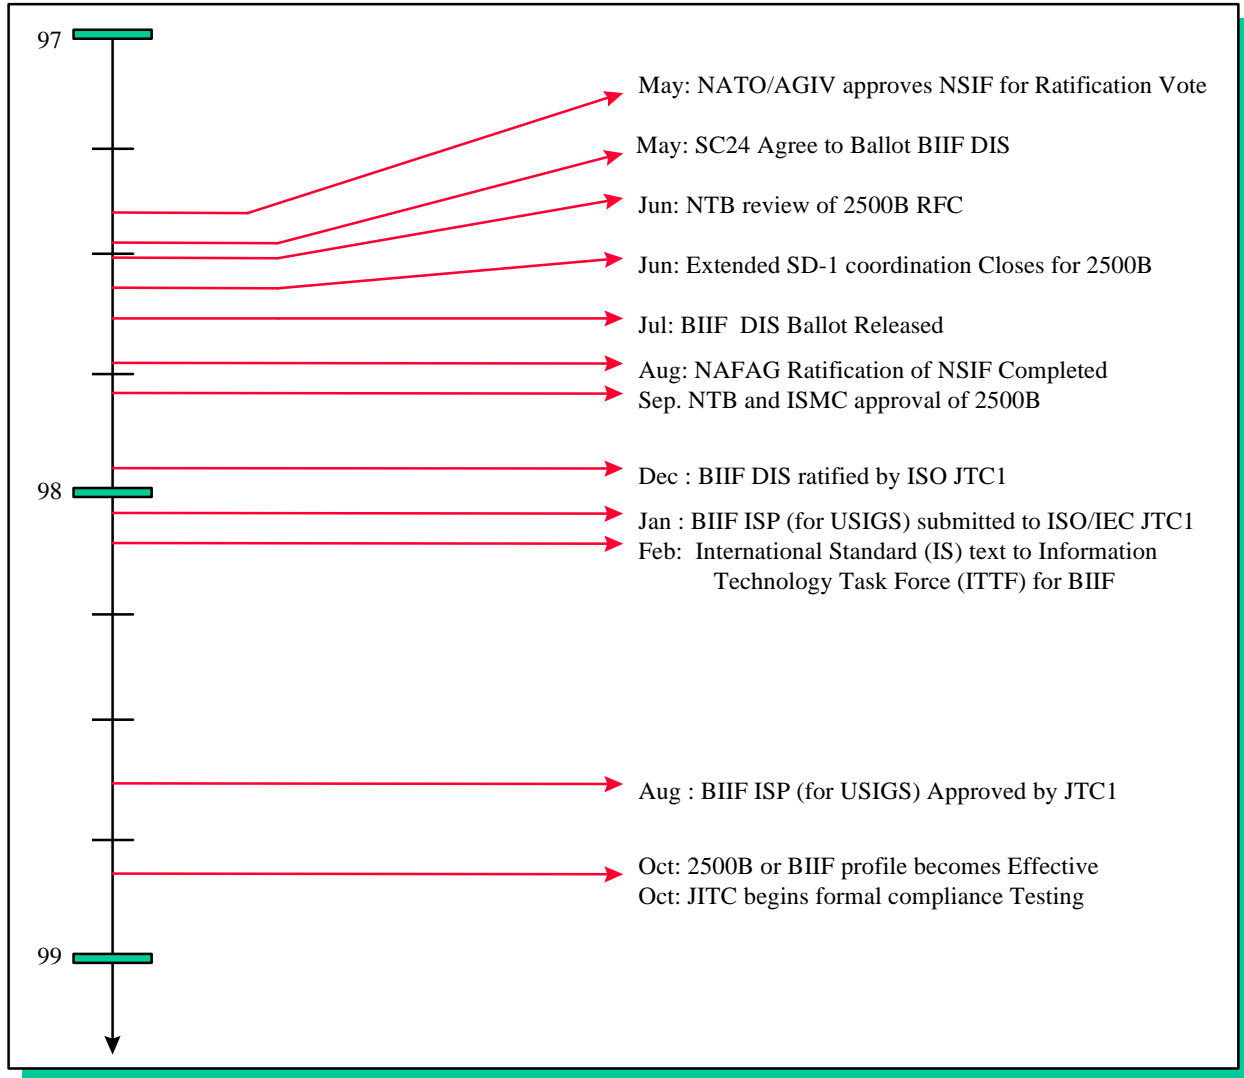 97
May: NATO/AGIV approves NSIF for Ratification Vote
May: SC24 Agree to Ballot BIIF DIS
Jun: NTB review of 2500B RFC
Jun: Extended SD-1 coordination Closes for 2500B
Jul: BIIF DIS Ballot Released
Aug: NAFAG Ratification of NSIF Completed
Sep. NTB and ISMC approval of 2500B
Dec : BIIF DIS ratified by ISO JTC1
98
Jan : BIIF ISP (for USIGS) submitted to ISO/IEC JTC1
Feb: International Standard (IS) text to Information
Technology Task Force (ITTF) for BIIF
Aug : BIIF ISP (for USIGS) Approved by JTC1
Oct: 2500B or BIIF profile becomes Effective
Oct: JITC begins formal compliance Testing
99